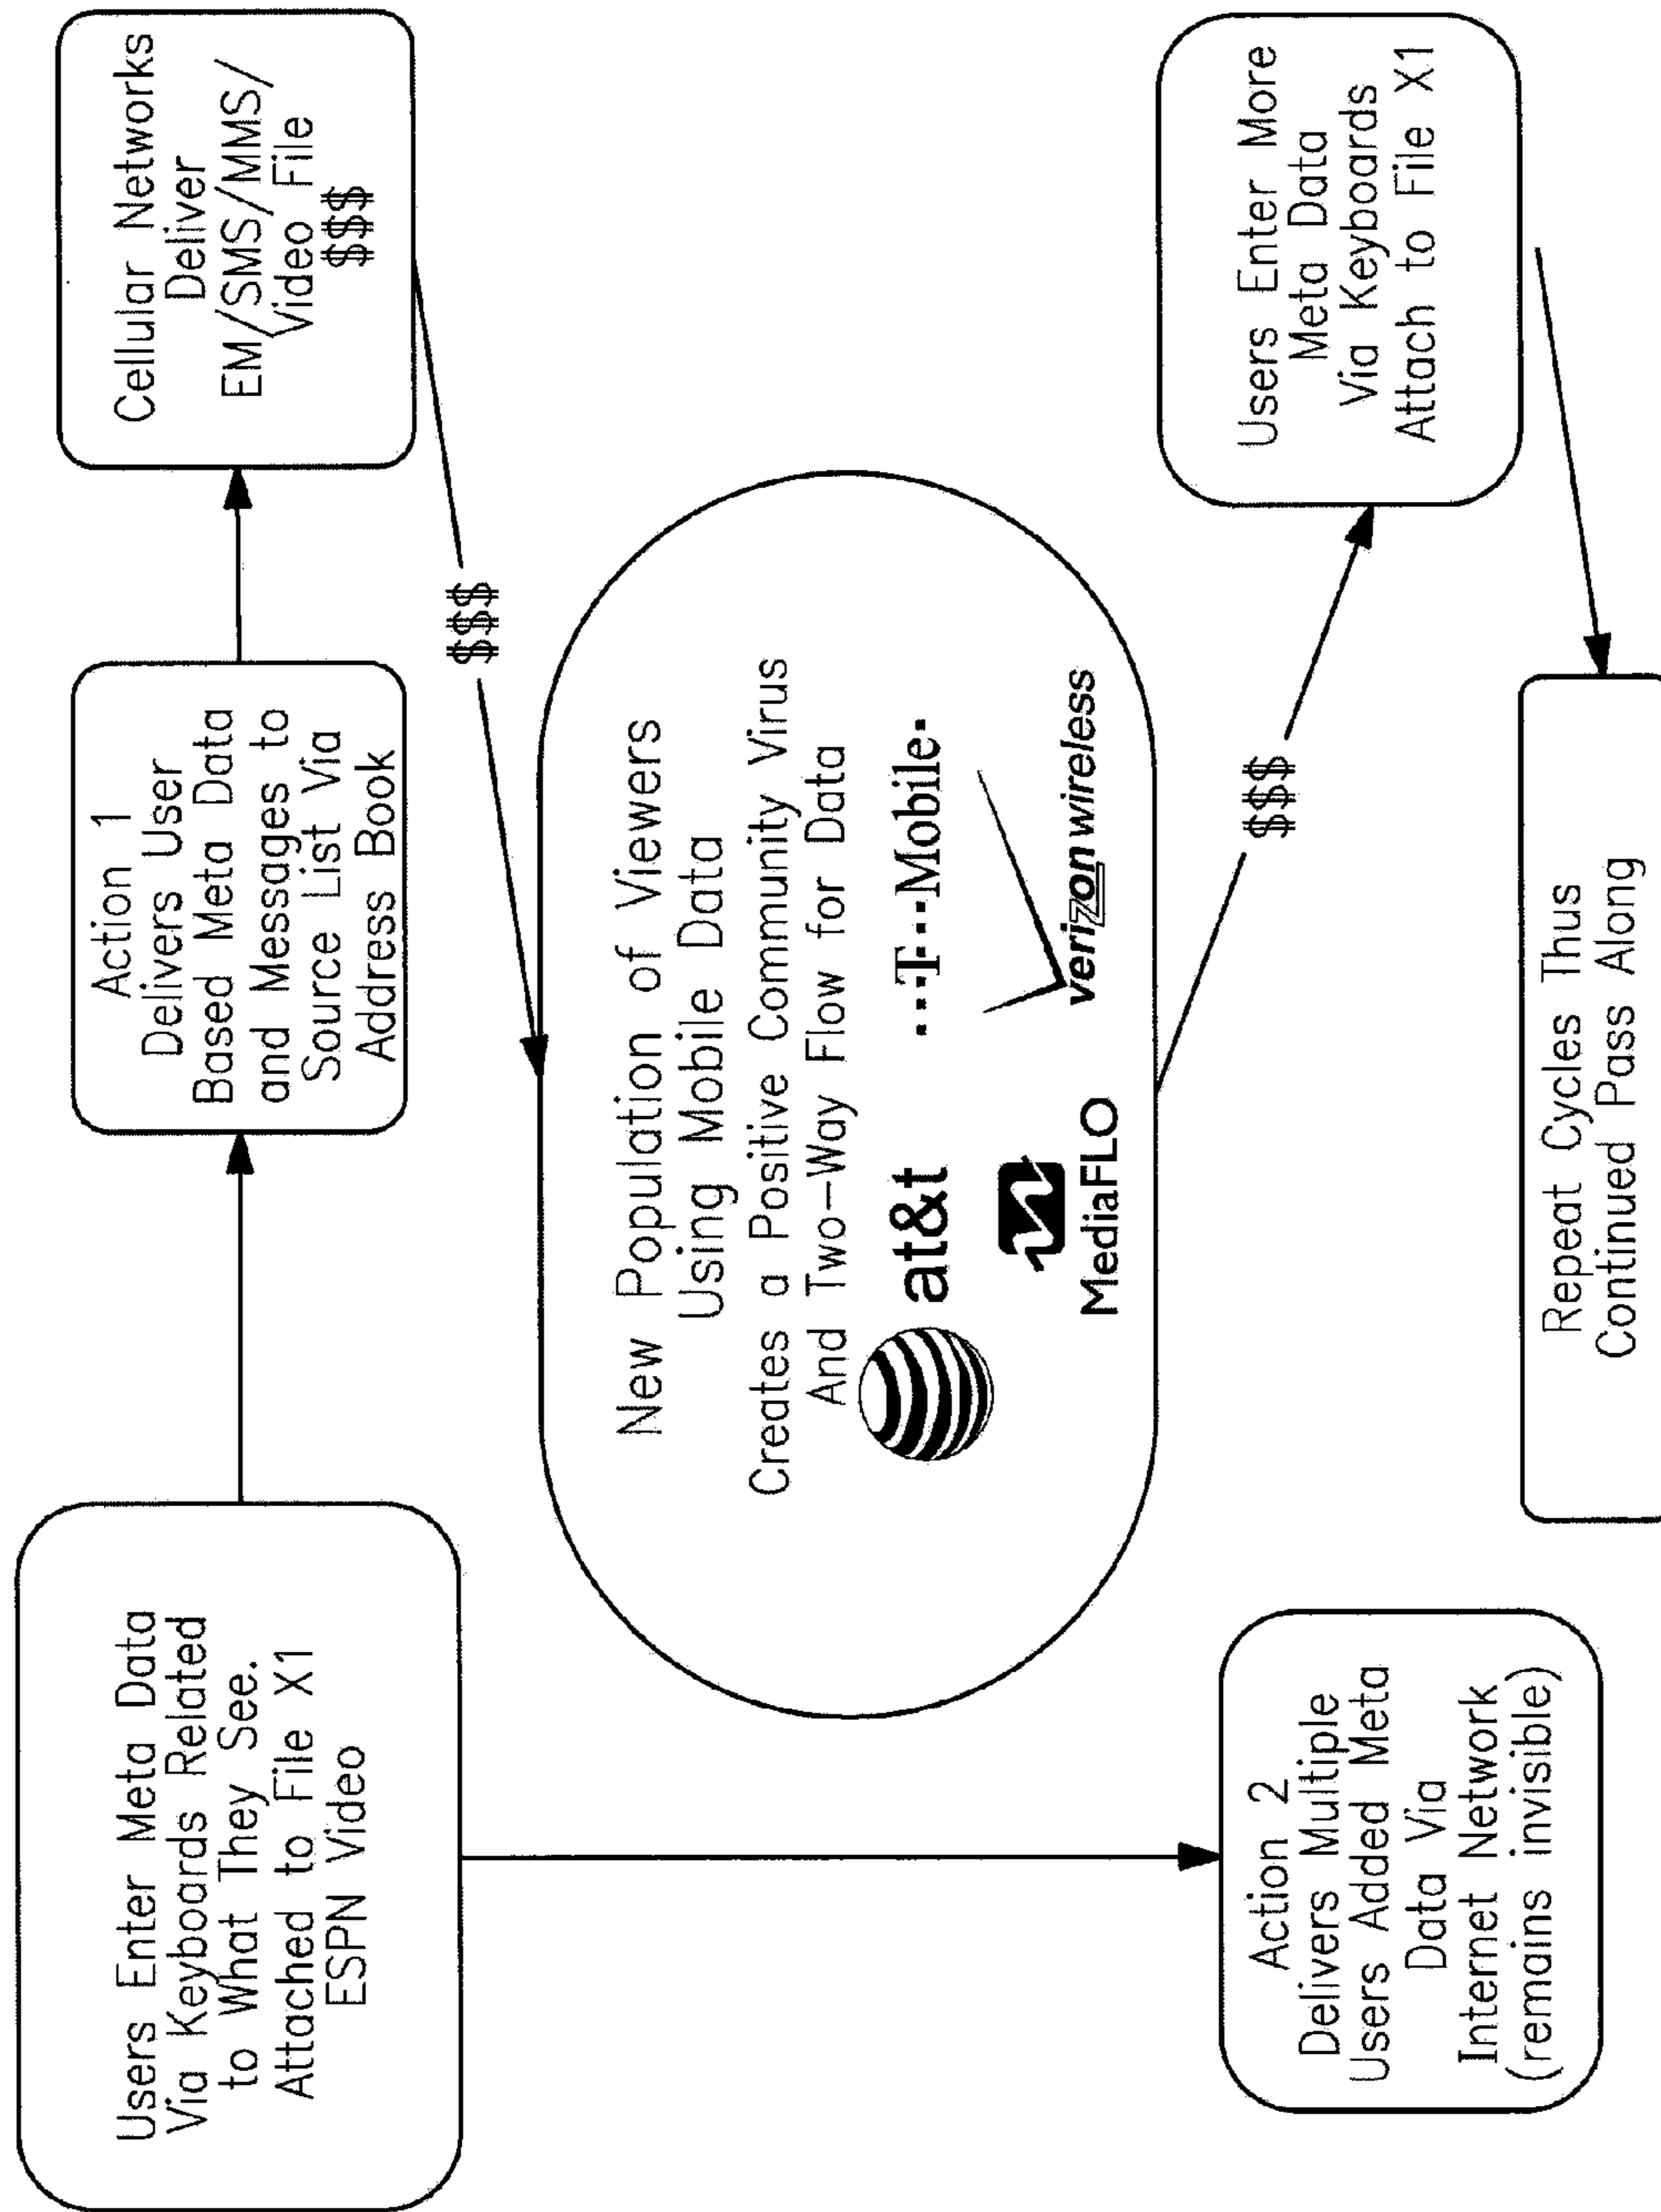 Users Enter Meta Data
Via Keyboards Related
to What They See.
Attached to File X1
ESPN Video
Action 1
Delivers User
Based Meta Data
and Messages to
Source List Via
Address Book
Cellular Networks
Deliver
EM/SMS/MMS/
Video File
$$$
$$$
New Population of Viewers
Using Mobile Data
Creates a Positive Community Virus
And Two-Way Flow for Data
at&t
T Mobile
MediaFLO
verizon wireless
$$$
Action 2
Delivers Multiple
Users Added Meta
Data Via
Internet Network
(remains invisible)
Users Enter More
Meta Data
Via Keyboards
Attach to File X1
Repeat Cycles Thus
Continued Pass Along